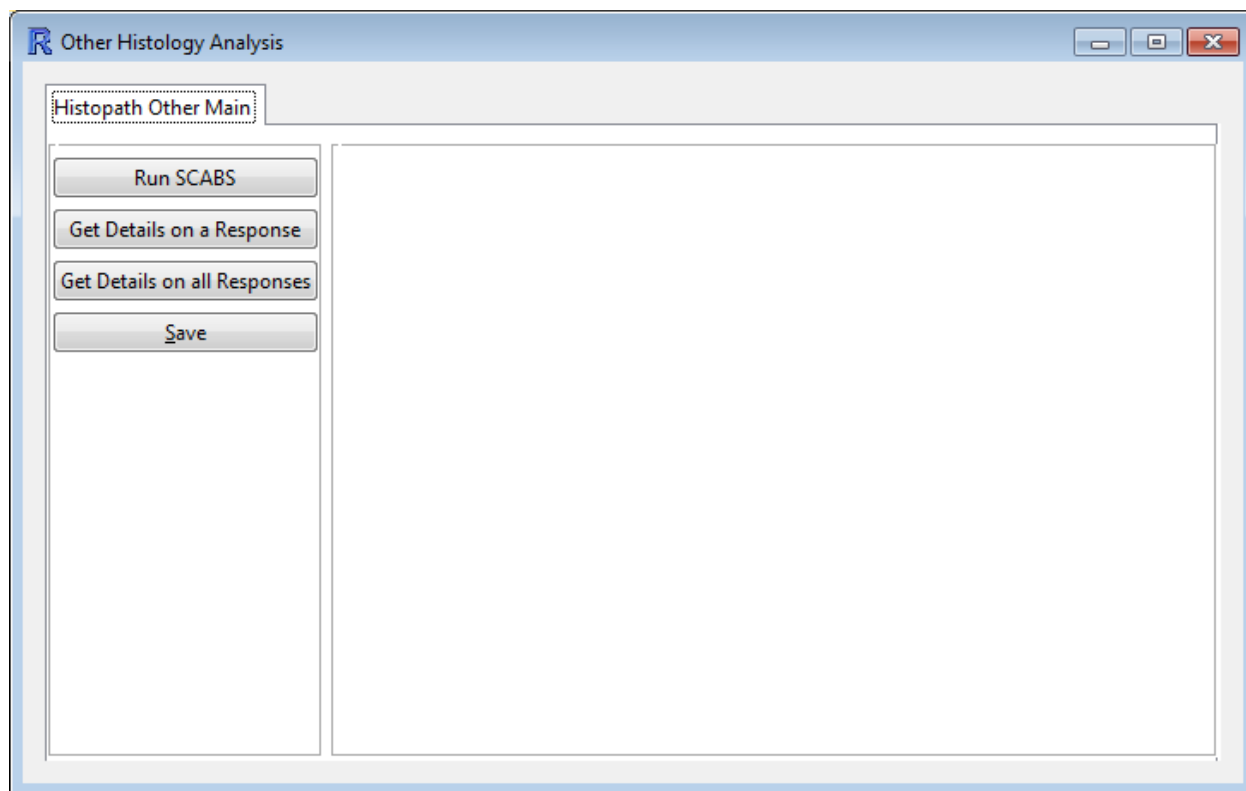 Other Histology Analysis
Histopath Other Main
Run SCABS
Get Details on a Response
Get Details on all Responses
Save